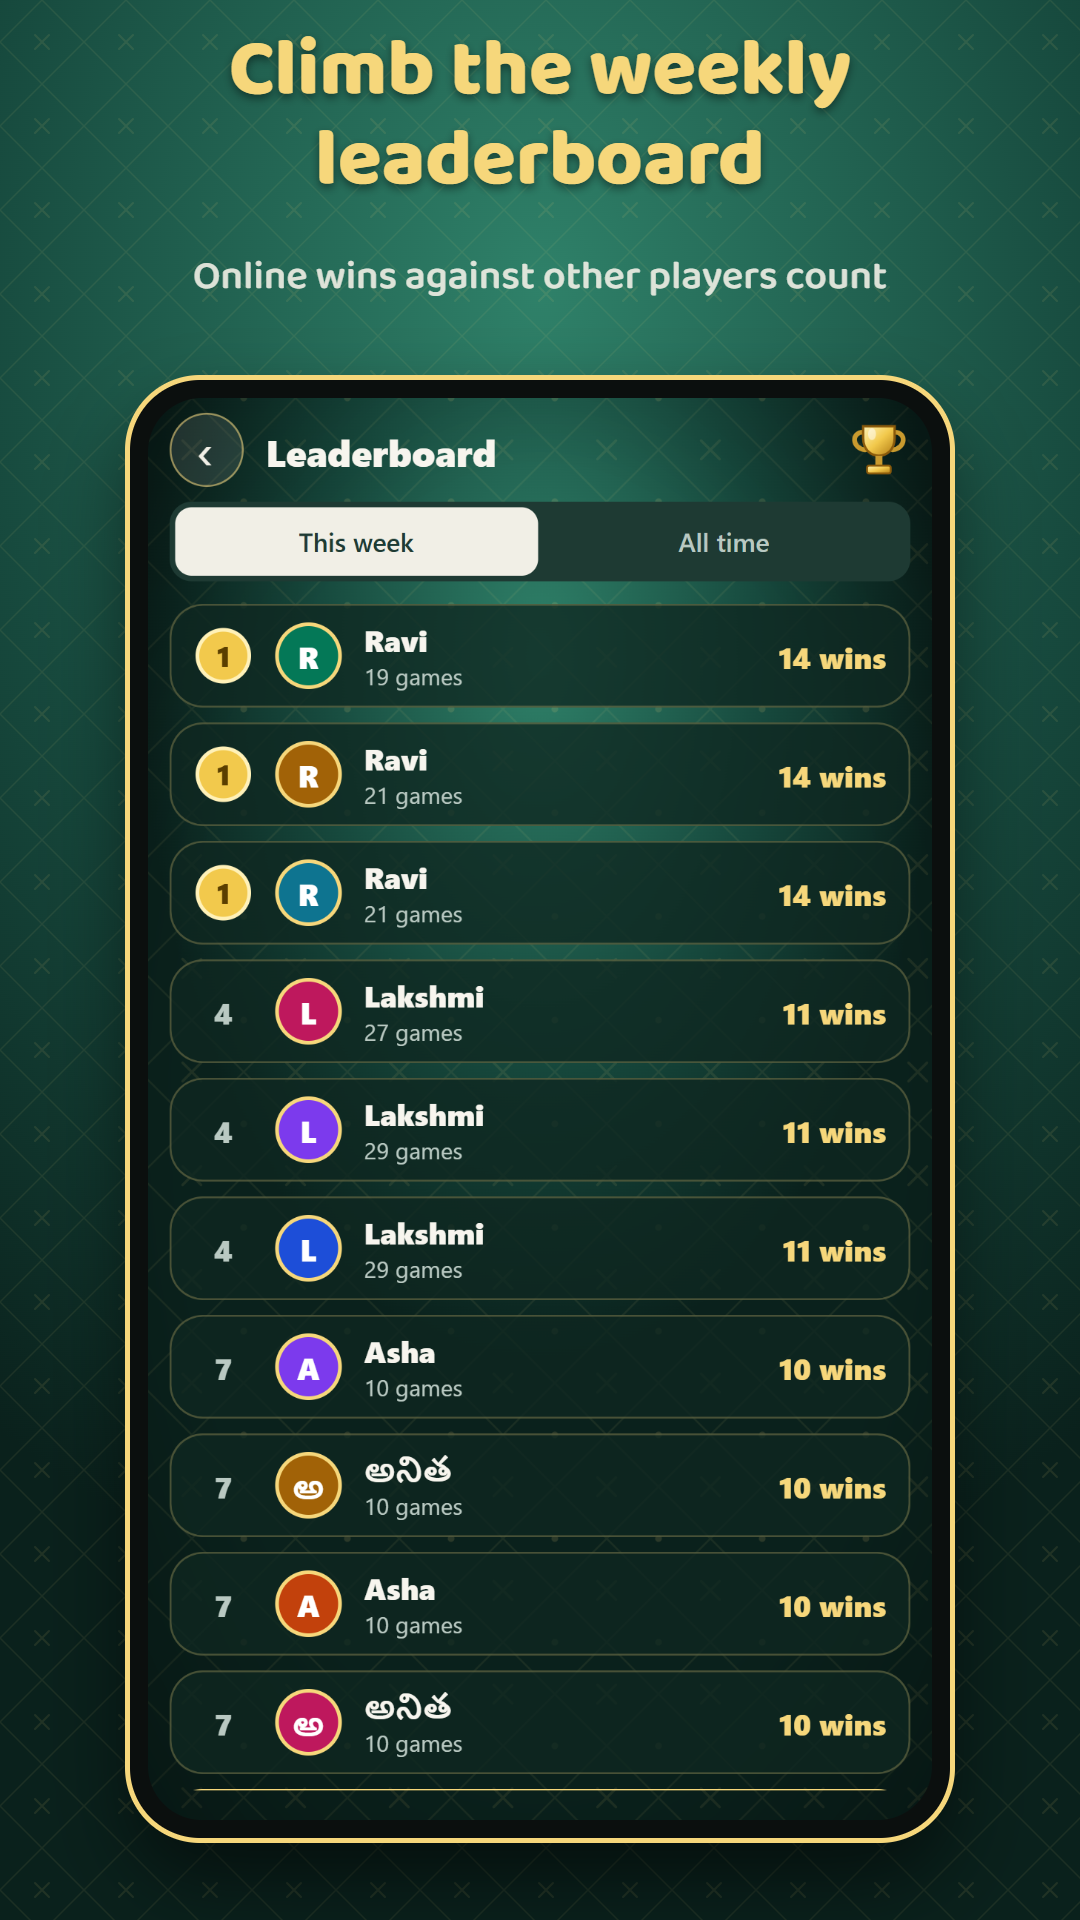 Climb the weekly
leaderboard
Online wins against other players count
‹ Leaderboard
This week All time
1 R Ravi 14 wins
19 games
1 R Ravi 14 wins
21 games
1 R Ravi 14 wins
21 games
4 L Lakshmi 11 wins
27 games
4 L Lakshmi 11 wins
29 games
4 L Lakshmi 11 wins
29 games
7 A Asha 10 wins
10 games
7 అ అనిత 10 wins
10 games
7 A Asha 10 wins
10 games
7 అ అనిత 10 wins
10 games